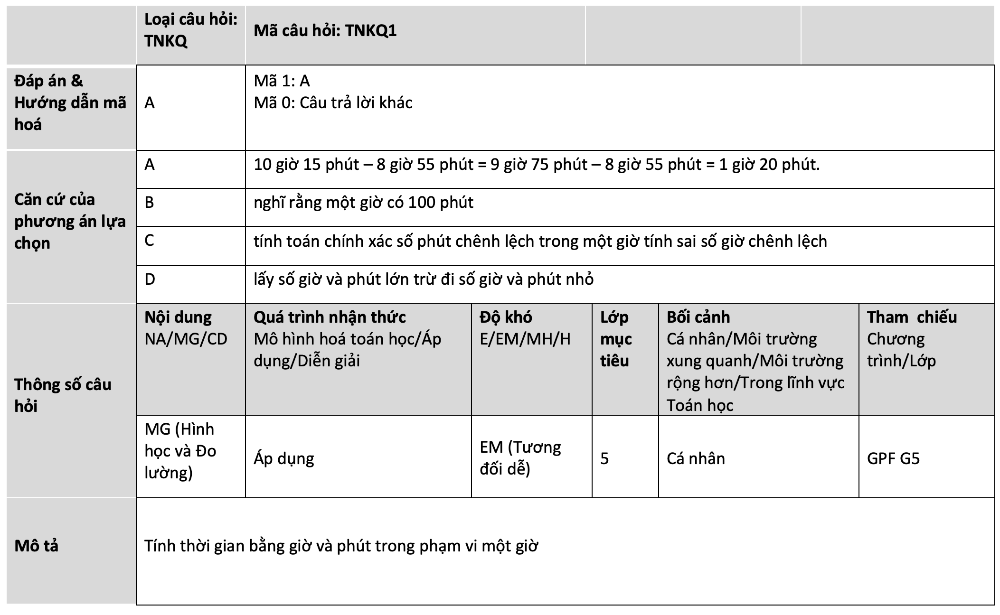 Loại câu hỏi:
TNKQ
Mã câu hỏi: TNKQ1
Đáp án &
Hướng dẫn mã
hoá
A
Mã 1: A
Mã 0: Câu trả lời khác
Căn cứ của
phương án lựa
chọn
A
10 giờ 15 phút – 8 giờ 55 phút = 9 giờ 75 phút – 8 giờ 55 phút = 1 giờ 20 phút.
B
nghĩ rằng một giờ có 100 phút
C
tính toán chính xác số phút chênh lệch trong một giờ tính sai số giờ chênh lệch
D
lấy số giờ và phút lớn trừ đi số giờ và phút nhỏ
Thông số câu
hỏi
Nội dung
NA/MG/CD
Quá trình nhận thức
Mô hình hoá toán học/Áp
dụng/Diễn giải
Độ khó
E/EM/MH/H
Lớp
mục
tiêu
Bối cảnh
Cá nhân/Môi trường
xung quanh/Môi trường
rộng hơn/Trong lĩnh vực
Toán học
Tham chiếu
Chương
trình/Lớp
MG (Hình
học và Đo
lường)
Áp dụng
EM (Tương
đối dễ)
5
Cá nhân
GPF G5
Mô tả
Tính thời gian bằng giờ và phút trong phạm vi một giờ